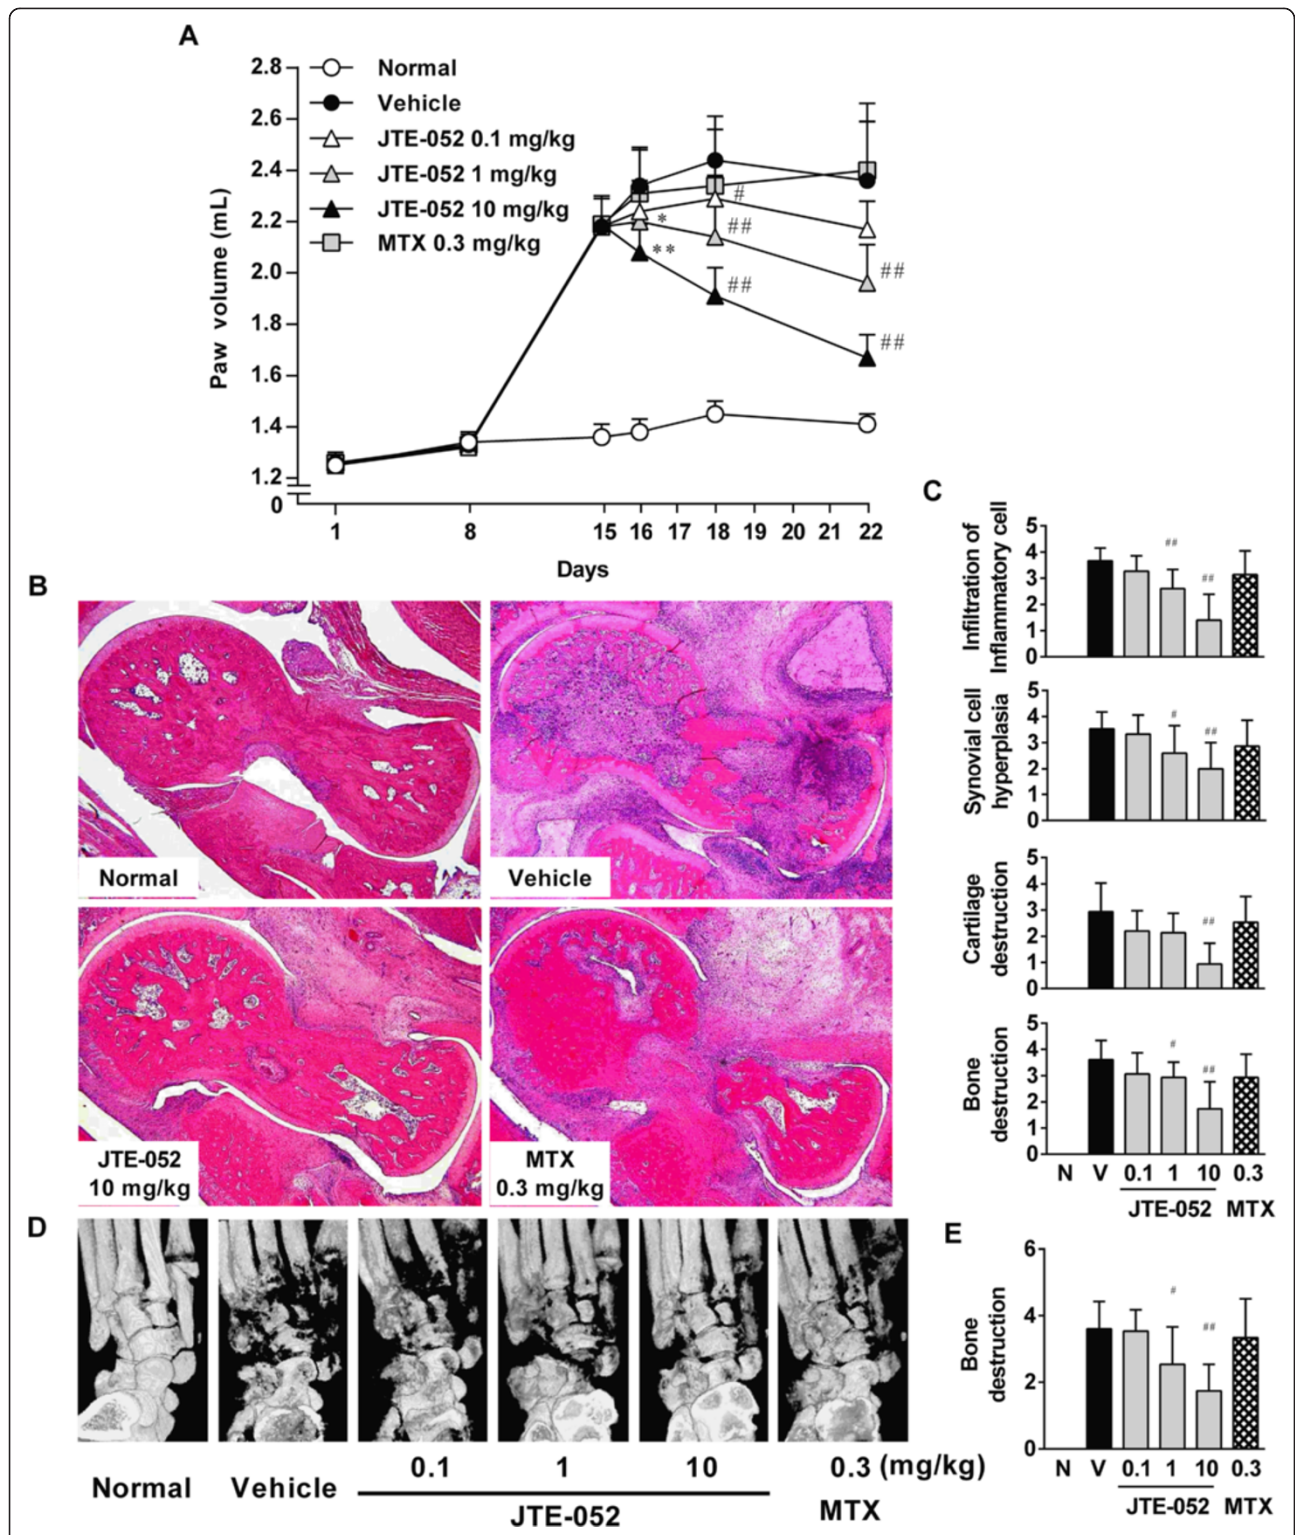 A
2.8
2.6
2.4
2.2
2.0
1.8
1.6
1.4
1.2
0
Paw volume (mL)
Normal
Vehicle
JTE-052 0.1 mg/kg
JTE-052 1 mg/kg
JTE-052 10 mg/kg
MTX 0.3 mg/kg
*
**
#
##
##
##
##
1 8 15 16 17 18 19 20 21 22
Days
B
Normal
Vehicle
JTE-052
10 mg/kg
MTX
0.3 mg/kg
C
Infiltration of
Inflammatory cell
5
4
3
2
1
0
##
##
Synovial cell
hyperplasia
5
4
3
2
1
0
#
##
Cartilage
destruction
5
4
3
2
1
0
##
Bone
destruction
5
4
3
2
1
0
#
##
N V 0.1 1 10 0.3
JTE-052 MTX
D
Normal
Vehicle
0.1 1 10 0.3 (mg/kg)
JTE-052
MTX
E
Bone
destruction
6
4
2
0
#
##
N V 0.1 1 10 0.3
JTE-052 MTX